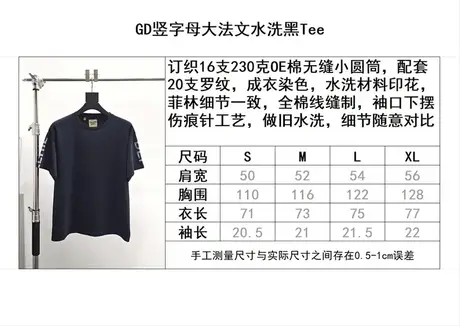 GD竖字母大法文水洗黑Tee
订织16支230克OE棉无缝小圆筒，配套
20支罗纹，成衣染色，水洗材料印花，
菲林细节一致，全棉线缝制，袖口下摆
伤痕针工艺，做旧水洗，细节随意对比
尺码 S M L XL
肩宽 50 52 54 56
胸围 110 116 122 128
衣长 71 73 75 77
袖长 20.5 21 21.5 22
手工测量尺寸与实际尺寸之间存在0.5-1cm误差